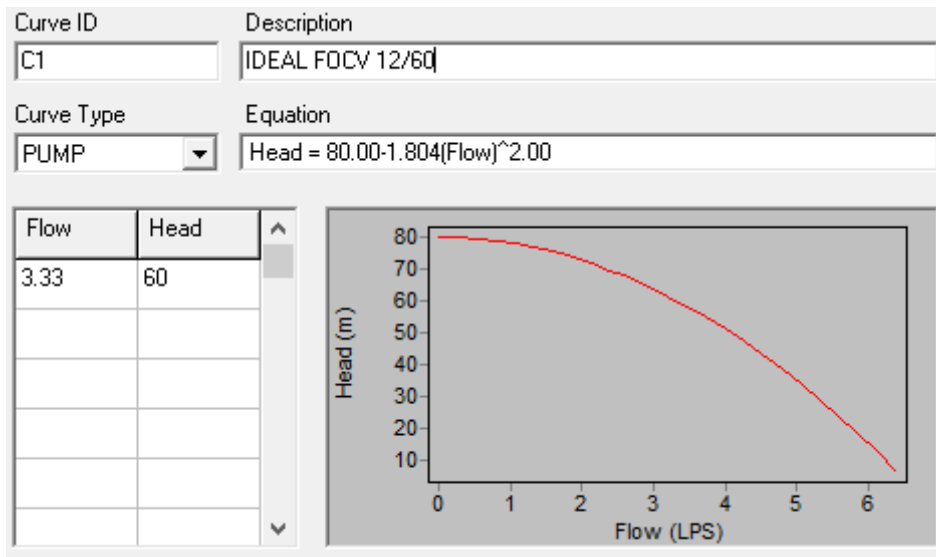 Curve ID Description
C1 IDEAL FOCV 12/60
Curve Type Equation
PUMP Head = 80.00-1.804(Flow)^2.00
Flow Head
3.33 60
80
70
60
50
40
30
20
10
Head (m)
0 1 2 3 4 5 6
Flow (LPS)